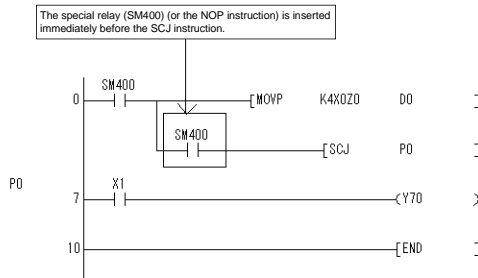 The special relay (SM400) (or the NOP instruction) is inserted
immediately before the SCJ instruction.
SM400
0 [MOVP K4X0Z0 D0 ]
SM400
[SCJ P0 ]
P0 X1
7 (Y70 )
10 [END ]